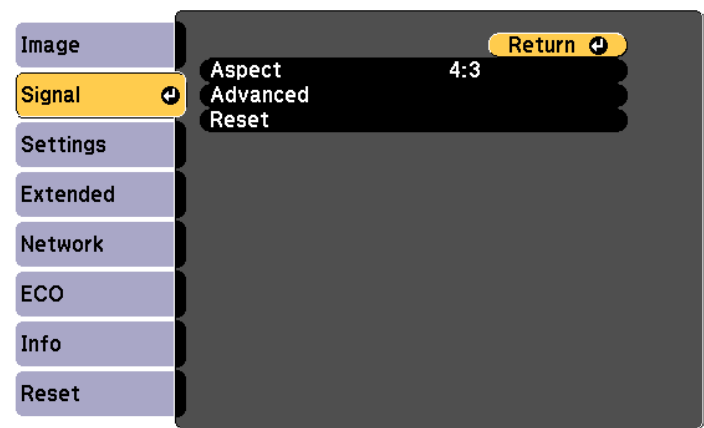 Image
Signal
Settings
Extended
Network
ECO
Info
Reset
Return
Aspect 4:3
Advanced
Reset